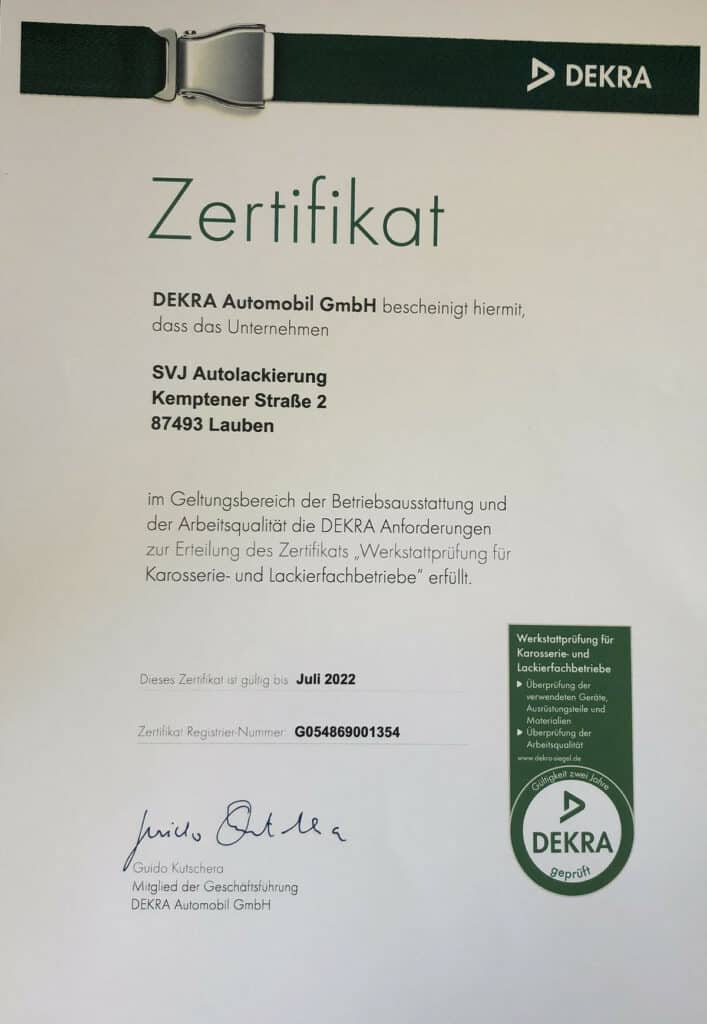 DEKRA
Zertifikat
DEKRA Automobil GmbH bescheinigt hiermit,
dass das Unternehmen
SVJ Autolackierung
Kemptener Straße 2
87493 Lauben
im Geltungsbereich der Betriebsausstattung und
der Arbeitsqualität die DEKRA Anforderungen
zur Erteilung des Zertifikats „Werkstattprüfung für
Karosserie- und Lackierfachbetriebe“ erfüllt.
Dieses Zertifikat ist gültig bis Juli 2022
Zertifikat Registrier-Nummer G054869001354
Guido Kutschera
Mitglied der Geschäftsführung
DEKRA Automobil GmbH
Werkstattprüfung für
Karosserie- und
Lackierfachbetriebe
Überprüfung der
verwendeten Geräte,
Ausrüstungsteile und
Materialien
Überprüfung der
Arbeitsqualität
www.dekra-siegel.de
Gültigkeit zwei Jahre
DEKRA
geprüft